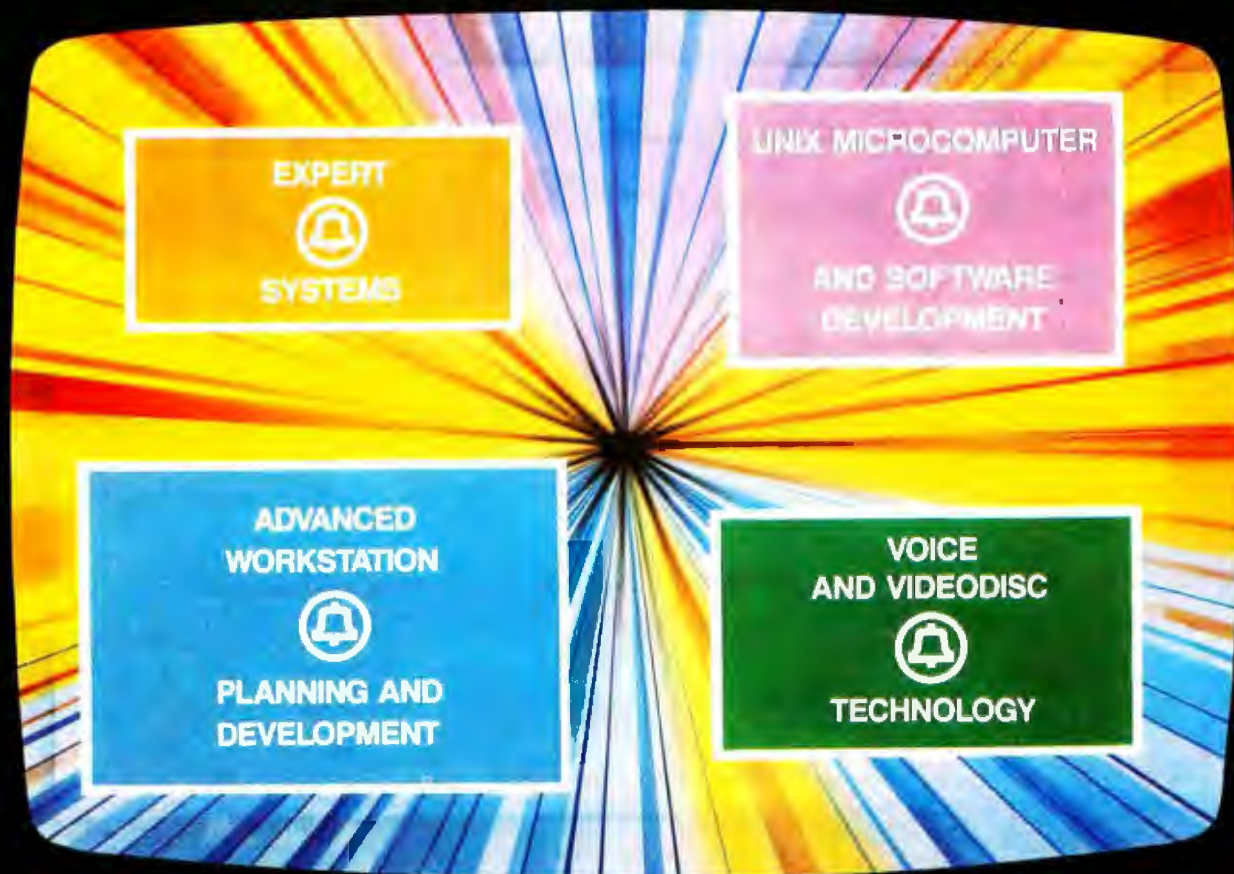 EXPERT
SYSTEMS
UNIX MICROCOMPUTER
AND SOFTWARE
DEVELOPMENT
ADVANCED
WORKSTATION
PLANNING AND
DEVELOPMENT
VOICE
AND VIDEODISC
TECHNOLOGY